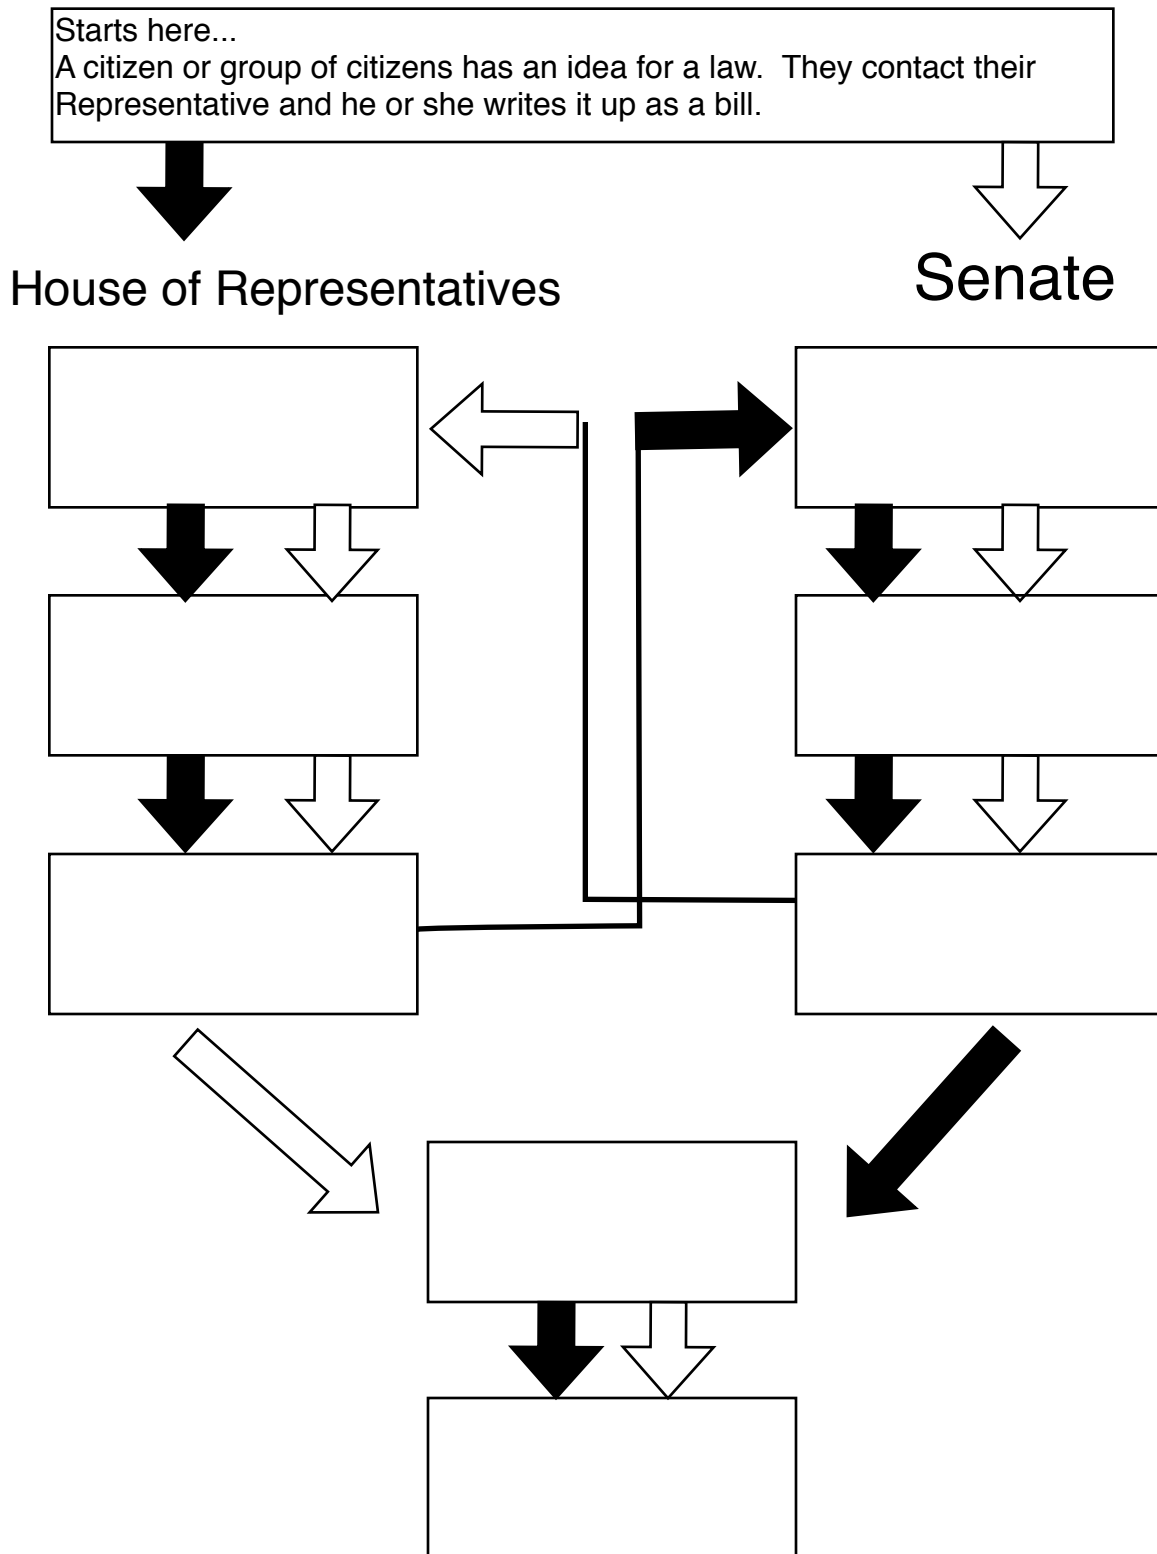 Starts here...
A citizen or group of citizens has an idea for a law.  They contact their
Representative and he or she writes it up as a bill.
House of Representatives
Senate